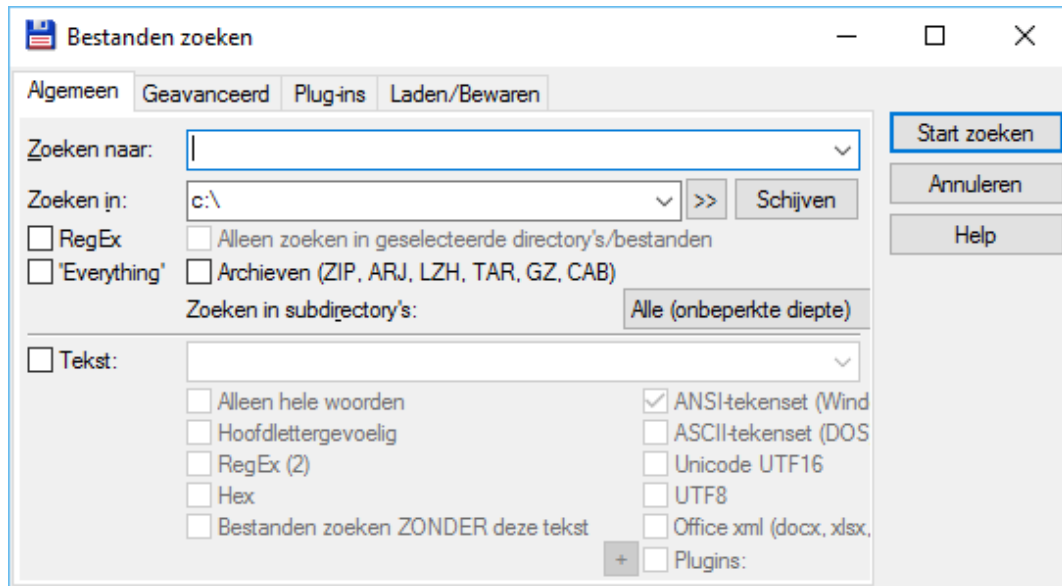 Bestanden zoeken
Algemeen Geavanceerd Plug-ins Laden/Bewaren
Zoeken naar:
Start zoeken
Zoeken in: c:\ >> Schijven
Annuleren
RegEx Alleen zoeken in geselecteerde directory's/bestanden
Help
"Everything" Archieven (ZIP, ARJ, LZH, TAR, GZ, CAB)
Zoeken in subdirectory's: Alle (onbeperkte diepte)
Tekst:
Alleen hele woorden ANSI-tekenset (Wind
Hoofdlettergevoelig ASCII-tekenset (DOS
RegEx (2) Unicode UTF16
Hex UTF8
Bestanden zoeken ZONDER deze tekst Office xml (docx, xlsx,
+ Plugins: